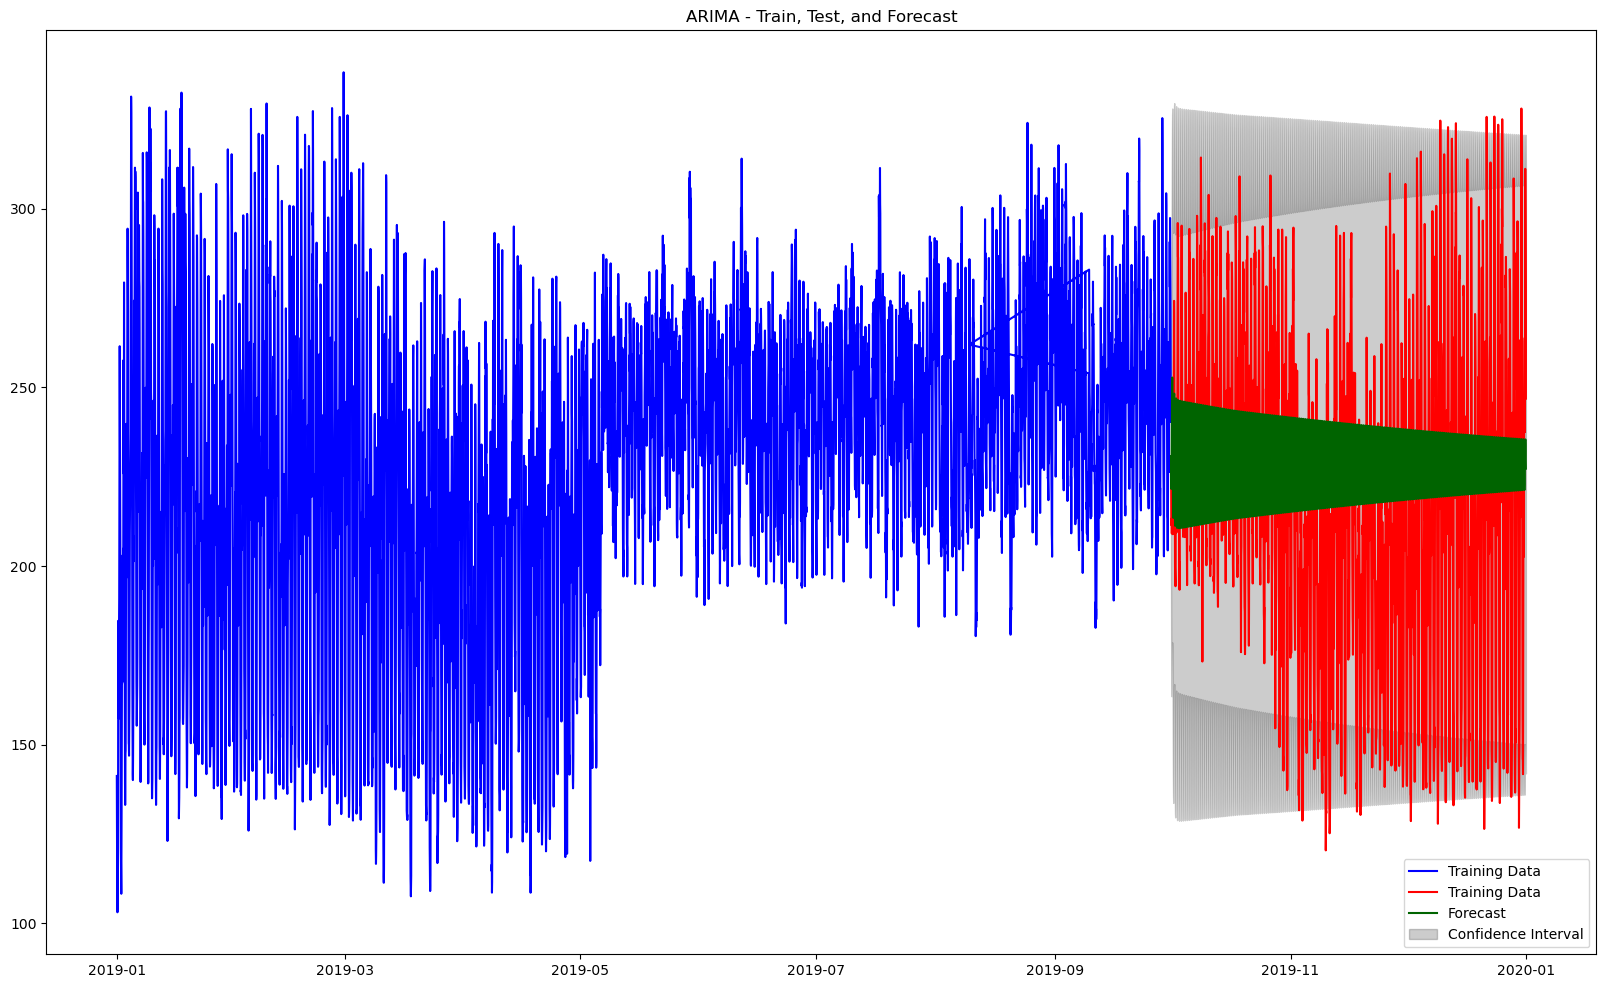 ARIMA - Train, Test, and Forecast
300
250
200
150
100
2019-01
2019-03
2019-05
2019-07
2019-09
2019-11
2020-01
Training Data
Training Data
Forecast
Confidence Interval